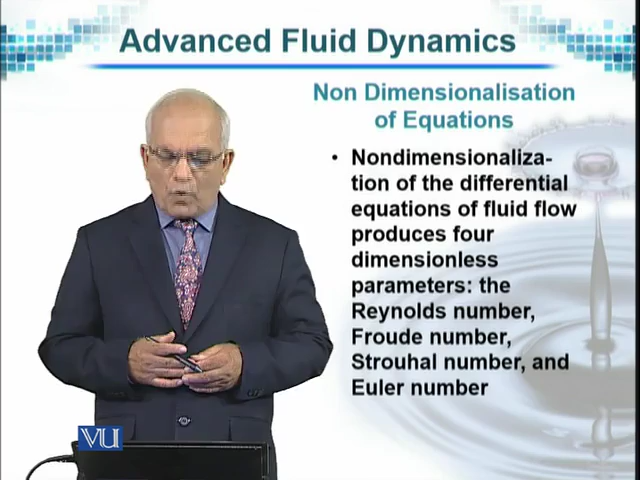 Advanced Fluid Dynamics
Non Dimensionalisation
of Equations
• Nondimensionaliza-
tion of the differential
equations of fluid flow
produces four
dimensionless
parameters: the
Reynolds number,
Froude number,
Strouhal number, and
Euler number
VU